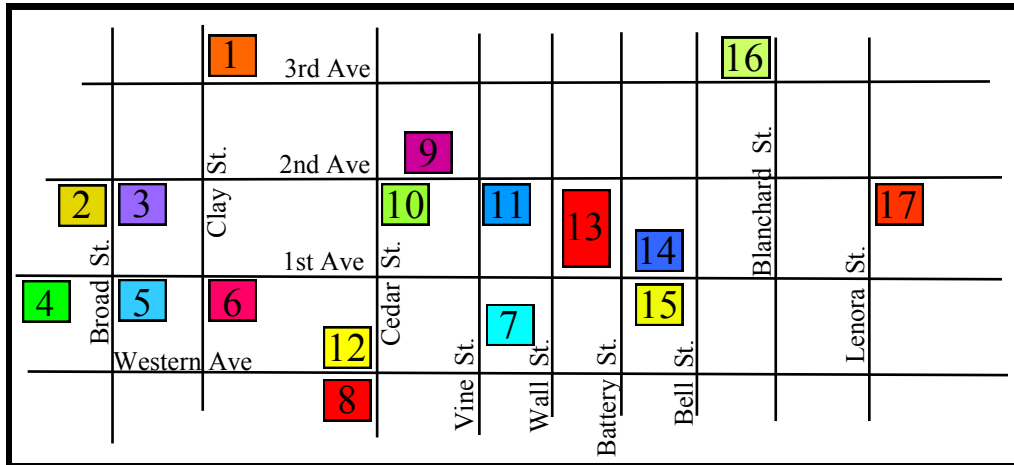 1
16
3rd Ave
9
2nd Ave
Clay St.
Blanchard St.
2
3
10
11
13
17
14
1st Ave
Broad St.
Cedar St.
Lenora St.
4
5
6
7
15
12
Western Ave
8
Vine St.
Wall St.
Battery St.
Bell St.